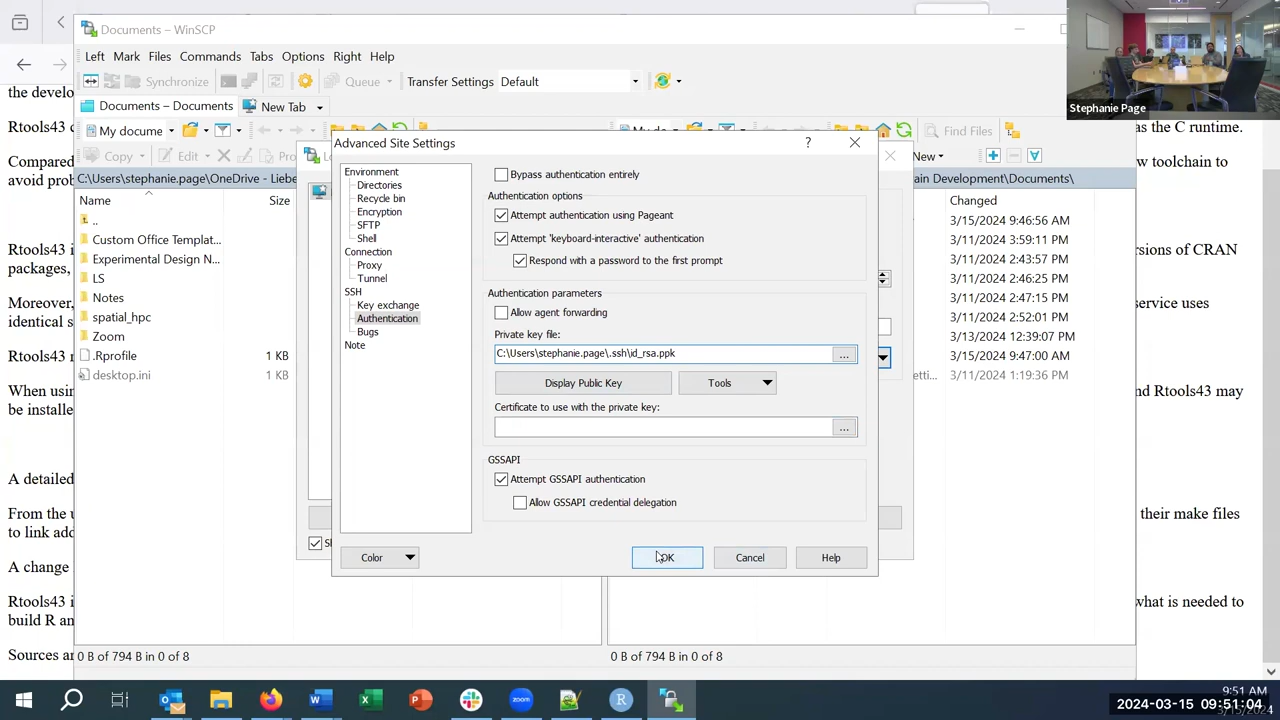 Documents – WinSCP
Stephanie Page
Left Mark Files Commands Tabs Options Right Help
Synchronize Queue Transfer Settings Default
the develo
Documents – Documents New Tab
Rtools43 c as the C runtime.
My docume Find Files
Compared w toolchain to
Copy Edit New
avoid prob
C:\Users\stephanie.page\OneDrive - Liebe ain Development\Documents\
Name Size Changed
.. 3/15/2024 9:46:56 AM
Custom Office Templat... 3/11/2024 3:59:11 PM
Rtools43 i rsions of CRAN
Experimental Design N... 3/11/2024 2:43:57 PM
packages,
LS 3/11/2024 2:46:25 PM
Notes 3/11/2024 2:47:15 PM
Moreover, service uses
spatial_hpc 3/11/2024 2:52:01 PM
identical s
Zoom 3/13/2024 12:39:07 PM
.Rprofile 1 KB 3/15/2024 9:47:00 AM
desktop.ini 1 KB 3/11/2024 1:19:36 PM
When usin nd Rtools43 may
be installe
A detailed
From the u their make files
to link add
A change
Rtools43 i what is needed to
build R an
Sources ar
Advanced Site Settings
Environment
Directories
Recycle bin
Encryption
SFTP
Shell
Connection
Proxy
Tunnel
SSH
Key exchange
Authentication
Bugs
Note
Bypass authentication entirely
Authentication options
Attempt authentication using Pageant
Attempt 'keyboard-interactive' authentication
Respond with a password to the first prompt
Authentication parameters
Allow agent forwarding
Private key file:
C:\Users\stephanie.page\.ssh\id_rsa.ppk
...
Display Public Key Tools
Certificate to use with the private key:
...
GSSAPI
Attempt GSSAPI authentication
Allow GSSAPI credential delegation
Color OK Cancel Help
0 B of 794 B in 0 of 8 0 B of 794 B in 0 of 8
zoom
9:51 AM
2024-03-15 09:51:04